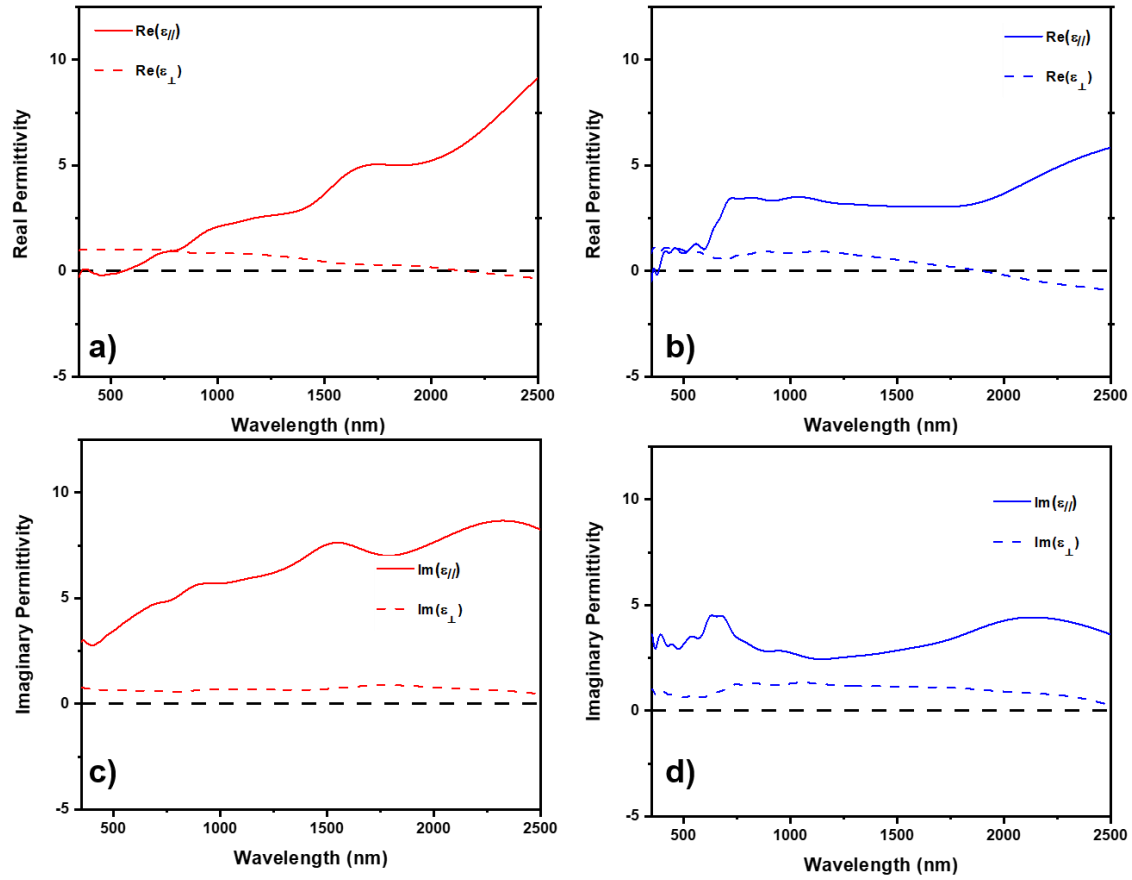 Re(ε//)
Re(ε⊥)
10
5
0
-5
Real Permittivity
a)
500
1000
1500
2000
2500
Wavelength (nm)
Re(ε//)
Re(ε⊥)
10
5
0
-5
Real Permittivity
b)
500
1000
1500
2000
2500
Wavelength (nm)
10
5
0
-5
Imaginary Permittivity
Im(ε//)
Im(ε⊥)
c)
500
1000
1500
2000
2500
Wavelength (nm)
10
5
0
-5
Imaginary Permittivity
Im(ε//)
Im(ε⊥)
d)
500
1000
1500
2000
2500
Wavelength (nm)